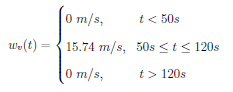 0 m/s, t < 50s
w_v(t) = { 15.74 m/s, 50s ≤ t ≤ 120s
0 m/s, t > 120s